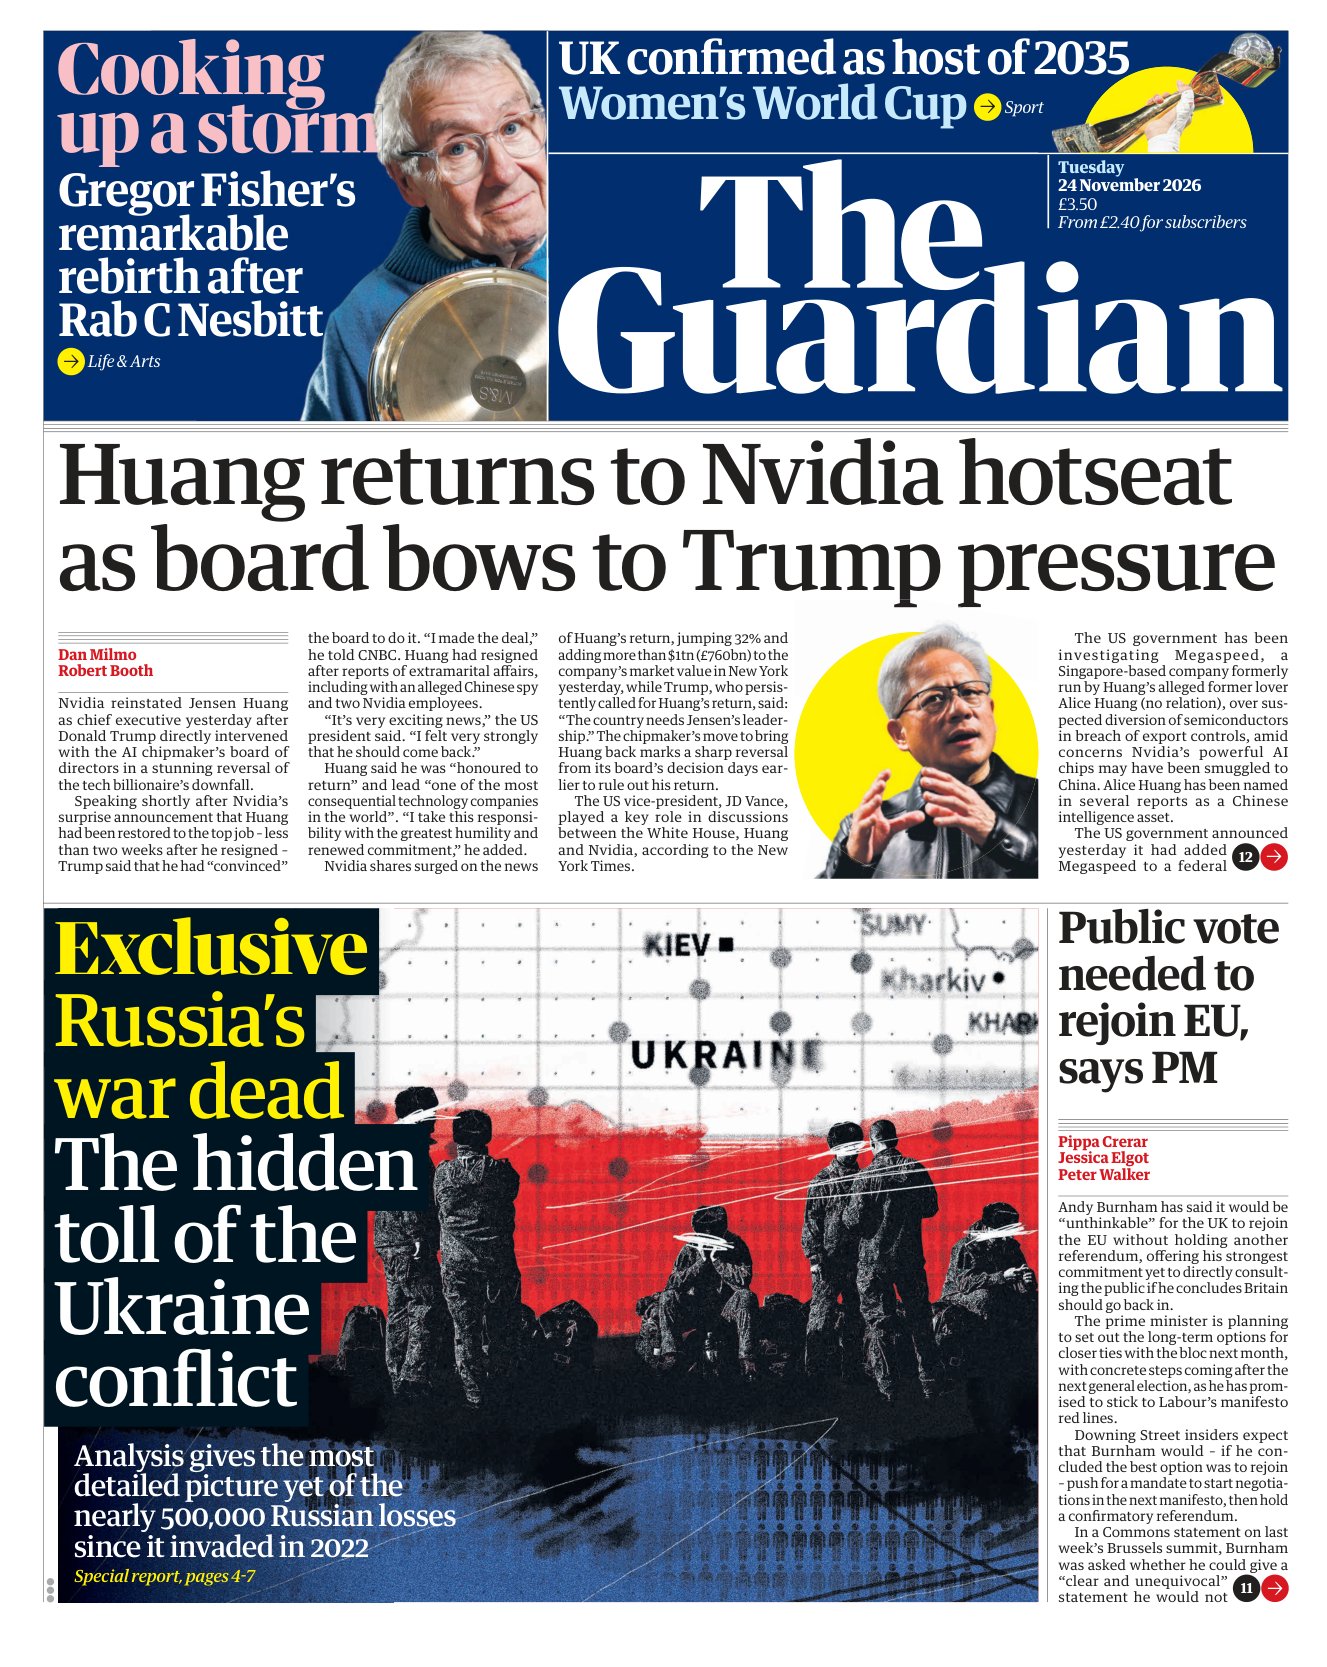 Cooking
up a storm
Gregor Fisher’s
remarkable
rebirth after
Rab C Nesbitt
Life & Arts
M&S
UK confirmed as host of 2035
Women’s World Cup
Sport
Tuesday
24 November 2026
£3.50
From £2.40 for subscribers
The
Guardian
Huang returns to Nvidia hotseat
as board bows to Trump pressure
Dan Milmo
Robert Booth
Nvidia reinstated Jensen Huang
as chief executive yesterday after
Donald Trump directly intervened
with the AI chipmaker’s board of
directors in a stunning reversal of
the tech billionaire’s downfall.
Speaking shortly after Nvidia’s
surprise announcement that Huang
had been restored to the top job – less
than two weeks after he resigned –
Trump said that he had “convinced”
the board to do it. “I made the deal,”
he told CNBC. Huang had resigned
after reports of extramarital affairs,
including with an alleged Chinese spy
and two Nvidia employees.
“It’s very exciting news,” the US
president said. “I felt very strongly
that he should come back.”
Huang said he was “honoured to
return” and lead “one of the most
consequential technology companies
in the world”. “I take this responsi-
bility with the greatest humility and
renewed commitment,” he added.
Nvidia shares surged on the news
of Huang’s return, jumping 32% and
adding more than $1tn (£760bn) to the
company’s market value in New York
yesterday, while Trump, who persis-
tently called for Huang’s return, said:
“The country needs Jensen’s leader-
ship.” The chipmaker’s move to bring
Huang back marks a sharp reversal
from its board’s decision days ear-
lier to rule out his return.
The US vice-president, JD Vance,
played a key role in discussions
between the White House, Huang
and Nvidia, according to the New
York Times.
The US government has been
investigating Megaspeed, a
Singapore-based company formerly
run by Huang’s alleged former lover
Alice Huang (no relation), over sus-
pected diversion of semiconductors
in breach of export controls, amid
concerns Nvidia’s powerful AI
chips may have been smuggled to
China. Alice Huang has been named
in several reports as a Chinese
intelligence asset.
The US government announced
yesterday it had added
Megaspeed to a federal
12
Exclusive
Russia’s
war dead
The hidden
toll of the
Ukraine
conflict
Analysis gives the most
detailed picture yet of the
nearly 500,000 Russian losses
since it invaded in 2022
Special report, pages 4-7
KIEV
SUMY
Kharkiv
KHARK
UKRAINE
Public vote
needed to
rejoin EU,
says PM
Pippa Crerar
Jessica Elgot
Peter Walker
Andy Burnham has said it would be
“unthinkable” for the UK to rejoin
the EU without holding another
referendum, offering his strongest
commitment yet to directly consult-
ing the public if he concludes Britain
should go back in.
The prime minister is planning
to set out the long-term options for
closer ties with the bloc next month,
with concrete steps coming after the
next general election, as he has prom-
ised to stick to Labour’s manifesto
red lines.
Downing Street insiders expect
that Burnham would – if he con-
cluded the best option was to rejoin
– push for a mandate to start negotia-
tions in the next manifesto, then hold
a confirmatory referendum.
In a Commons statement on last
week’s Brussels summit, Burnham
was asked whether he could give a
“clear and unequivocal”
statement he would not
11